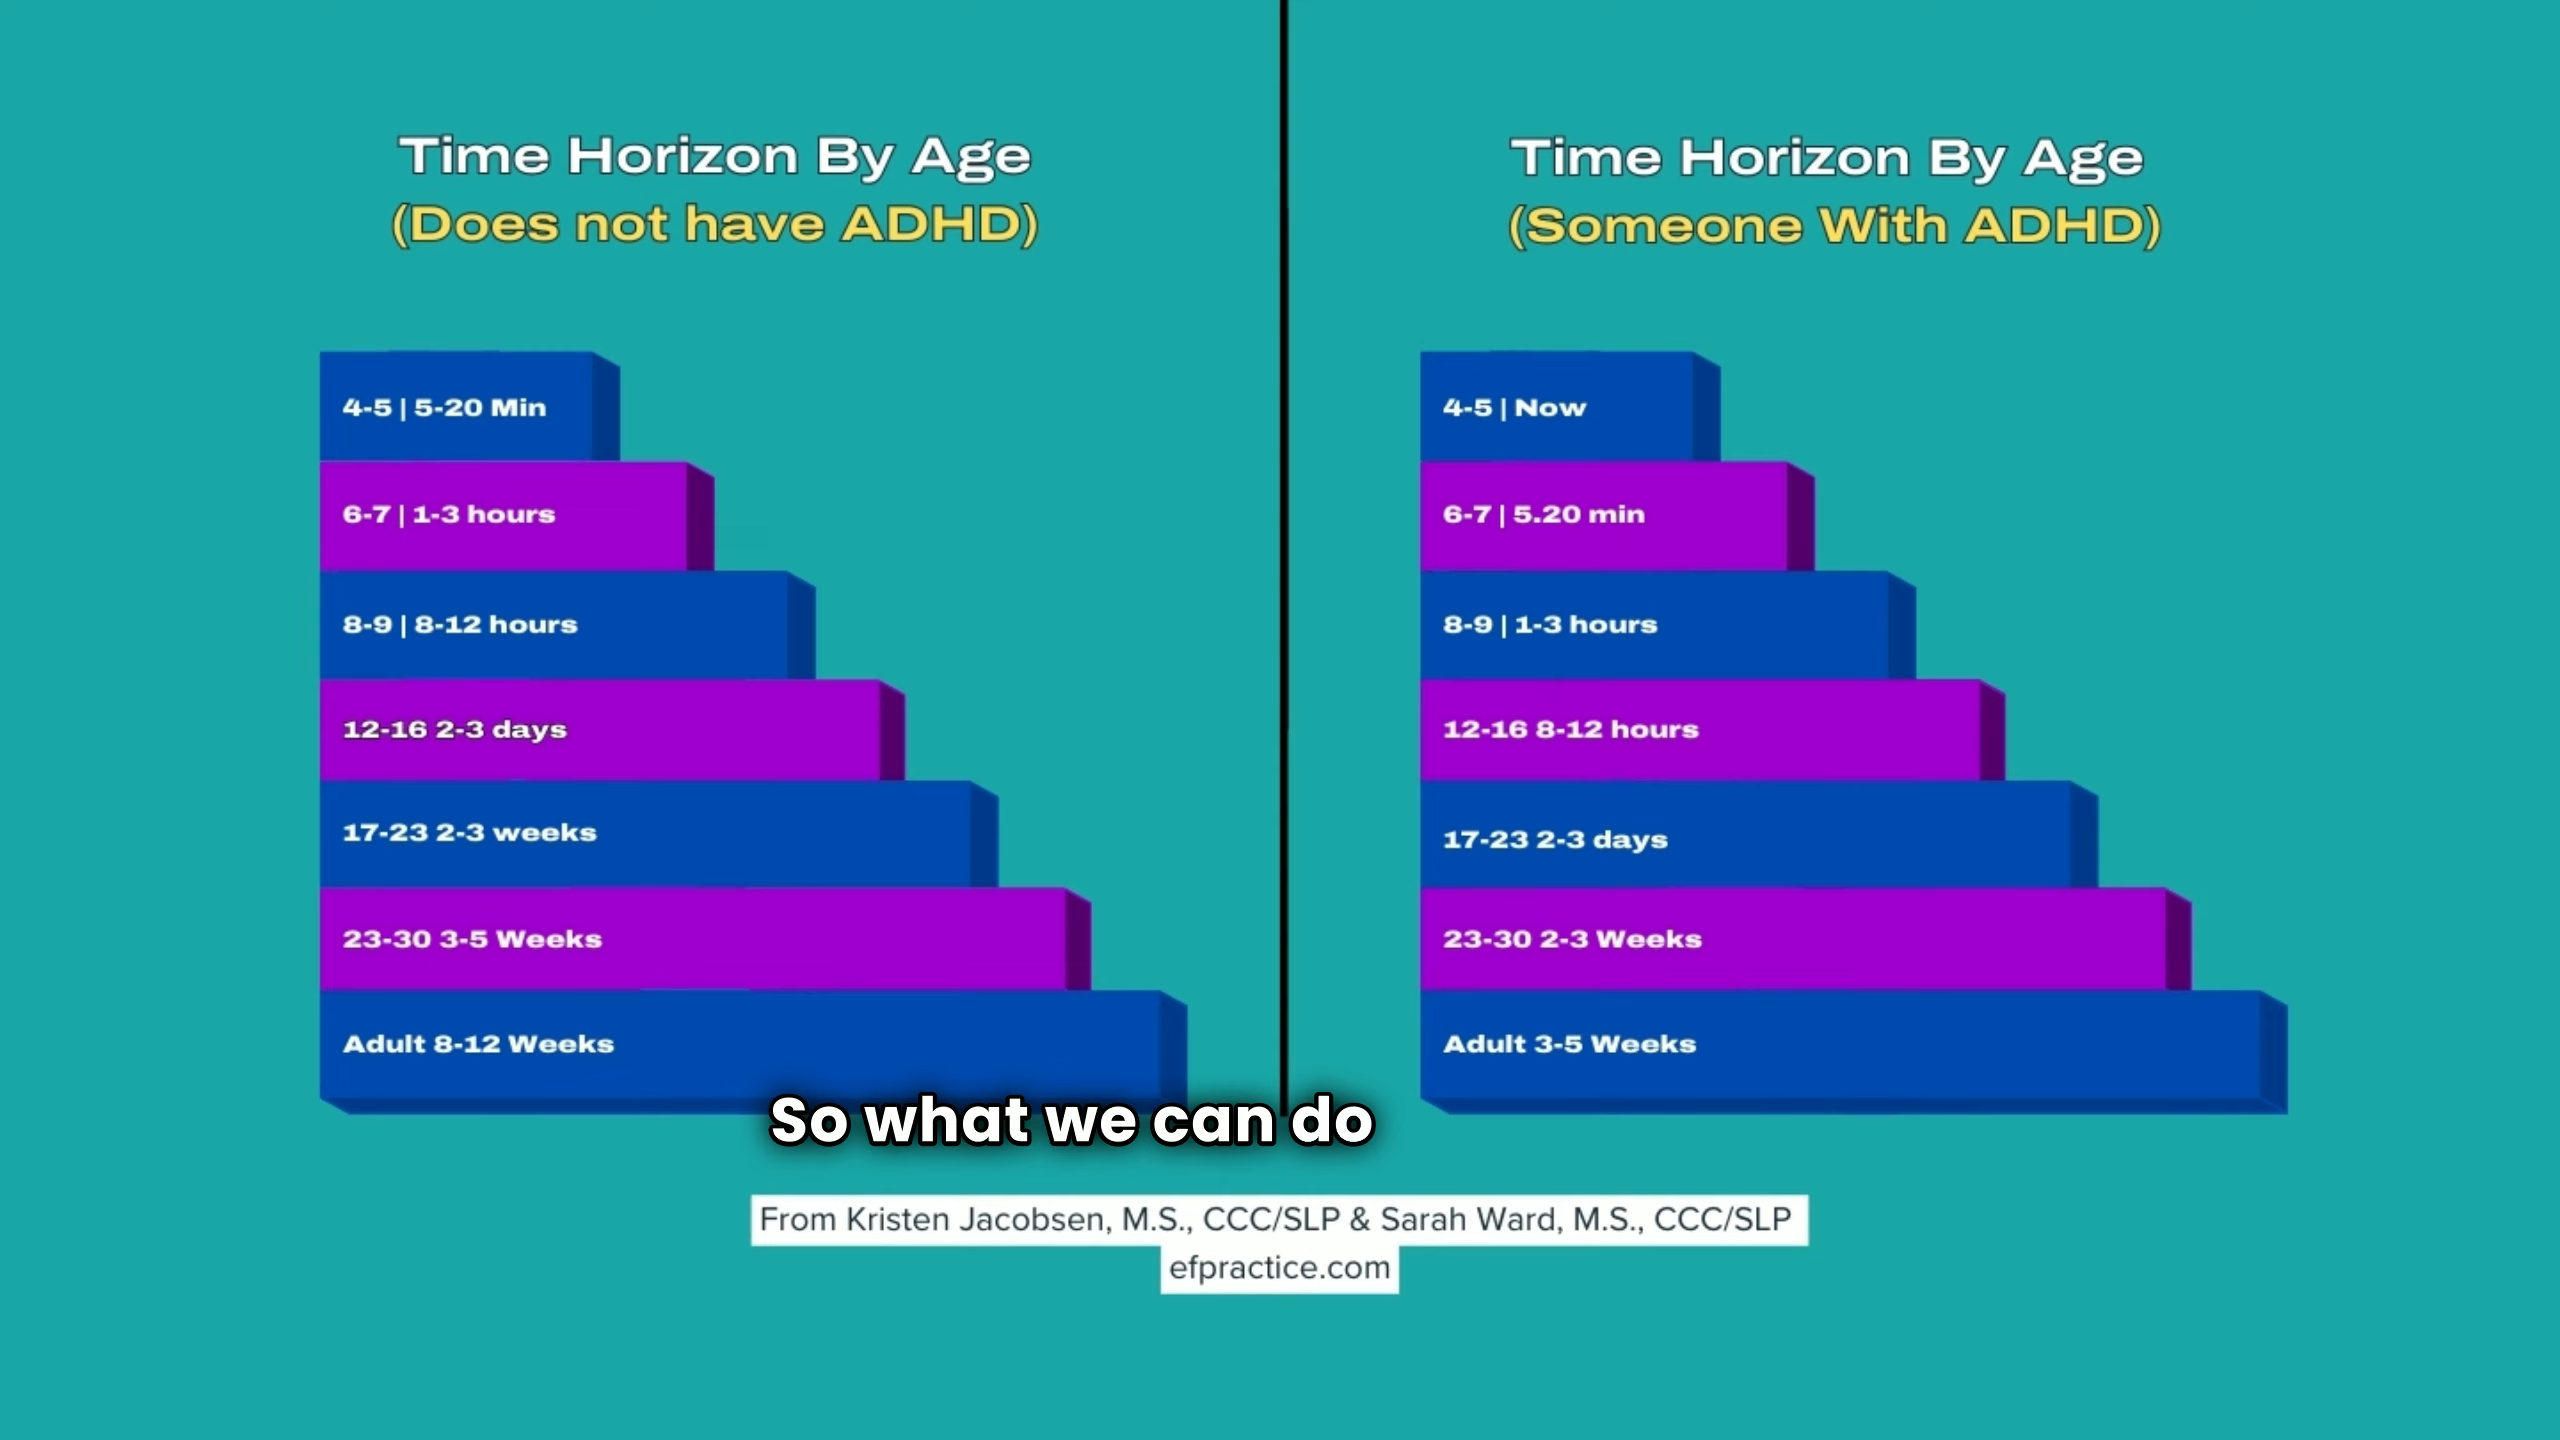 Time Horizon By Age
(Does not have ADHD)
4-5 | 5-20 Min
6-7 | 1-3 hours
8-9 | 8-12 hours
12-16 2-3 days
17-23 2-3 weeks
23-30 3-5 Weeks
Adult 8-12 Weeks
Time Horizon By Age
(Someone With ADHD)
4-5 | Now
6-7 | 5.20 min
8-9 | 1-3 hours
12-16 8-12 hours
17-23 2-3 days
23-30 2-3 Weeks
Adult 3-5 Weeks
So what we can do
From Kristen Jacobsen, M.S., CCC/SLP & Sarah Ward, M.S., CCC/SLP
efpractice.com